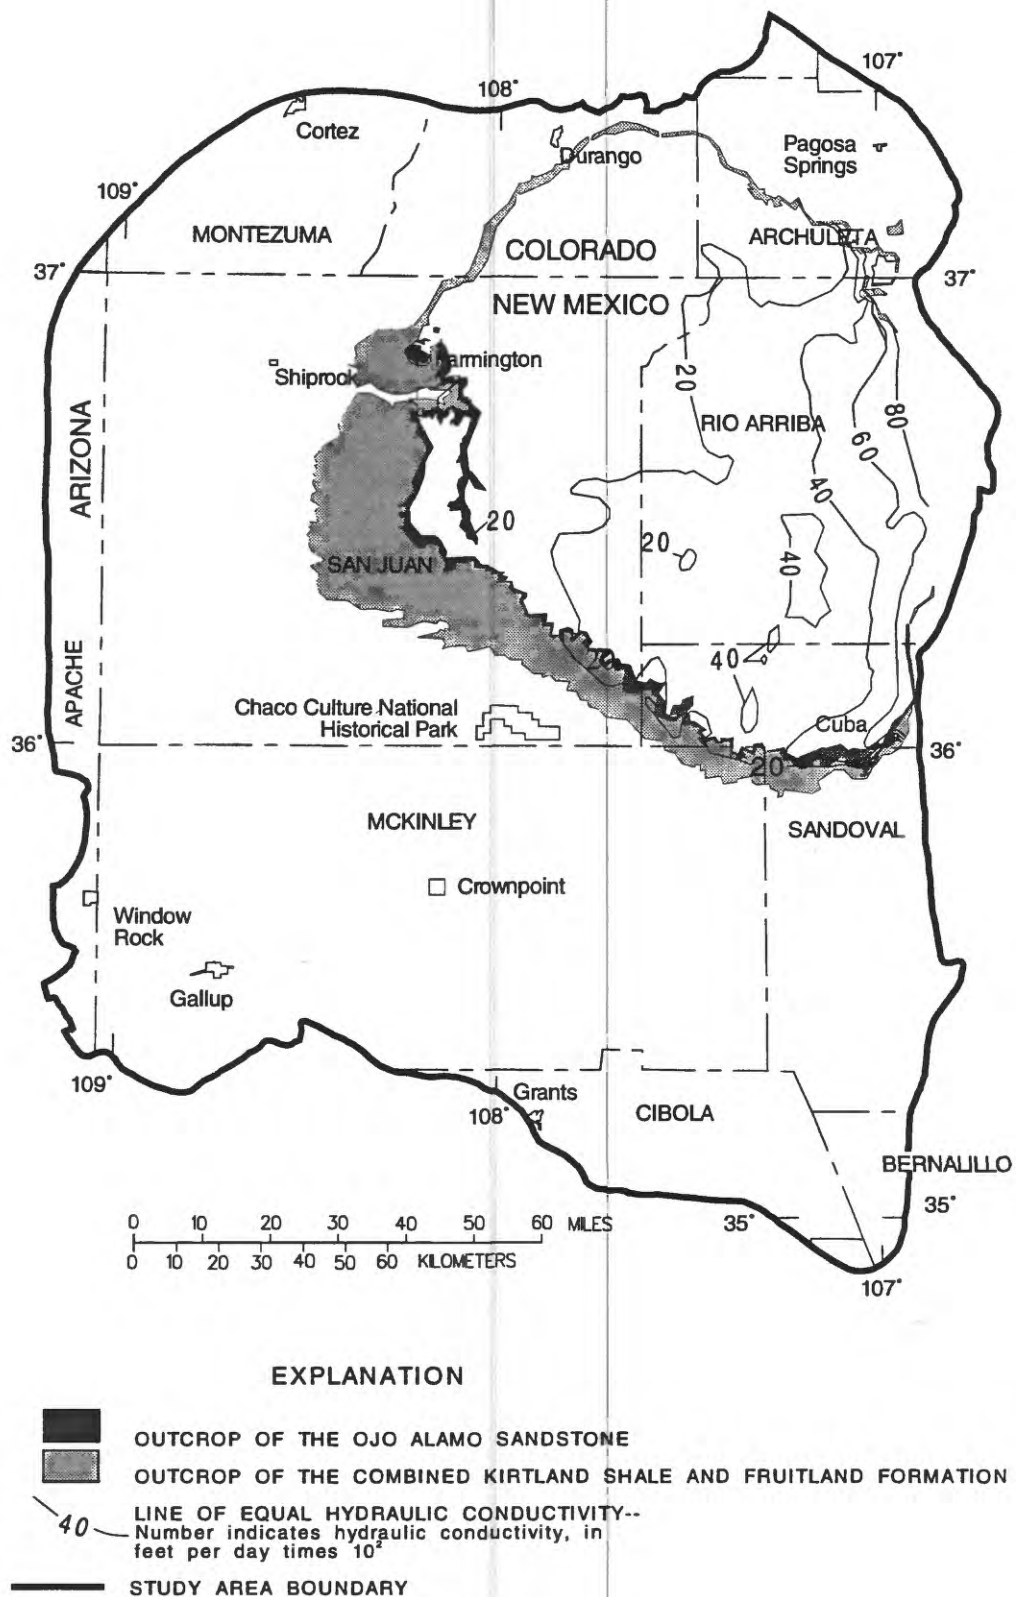 107°
108°
Cortez
Durango
Pagosa
Springs
109°
MONTEZUMA
COLORADO
ARCHULETA
37°
37°
NEW MEXICO
Shiprock
Farmington
20
80
RIO ARRIBA
60
ARIZONA
40
20
20
40
SAN JUAN
APACHE
40
Chaco Culture National
Historical Park
Cuba
36°
36°
20
MCKINLEY
SANDOVAL
Crownpoint
Window
Rock
Gallup
109°
108°
Grants
CIBOLA
BERNALILLO
35°
35°
107°
0 10 20 30 40 50 60 MILES
0 10 20 30 40 50 60 KILOMETERS
EXPLANATION
OUTCROP OF THE OJO ALAMO SANDSTONE
OUTCROP OF THE COMBINED KIRTLAND SHALE AND FRUITLAND FORMATION
40 LINE OF EQUAL HYDRAULIC CONDUCTIVITY--
Number indicates hydraulic conductivity, in
feet per day times 10²
STUDY AREA BOUNDARY